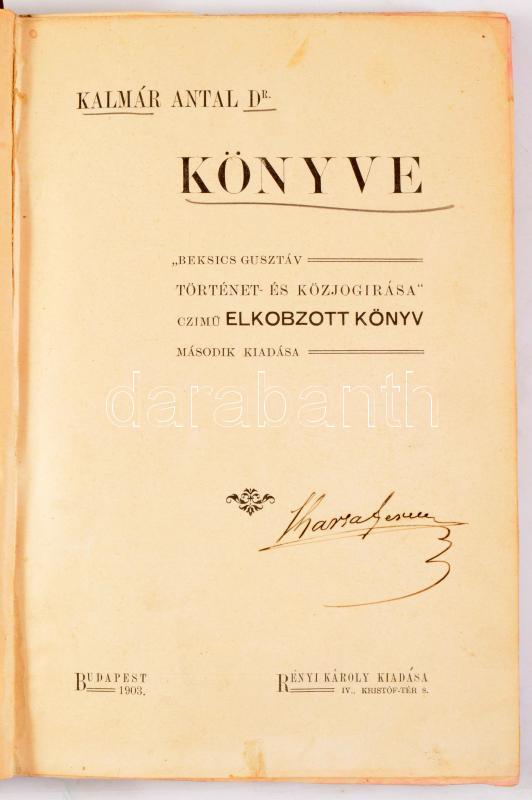 KALMÁR ANTAL DR.
KÖNYVE
„BEKSICS GUSZTÁV
TÖRTÉNET- ÉS KÖZJOGIRÁSA"
CZIMŰ ELKOBZOTT KÖNYV
MÁSODIK KIADÁSA
darabanth
BUDAPEST
1903.
RÉNYI KÁROLY KIADÁSA
IV., KRISTÓF-TÉR 8.